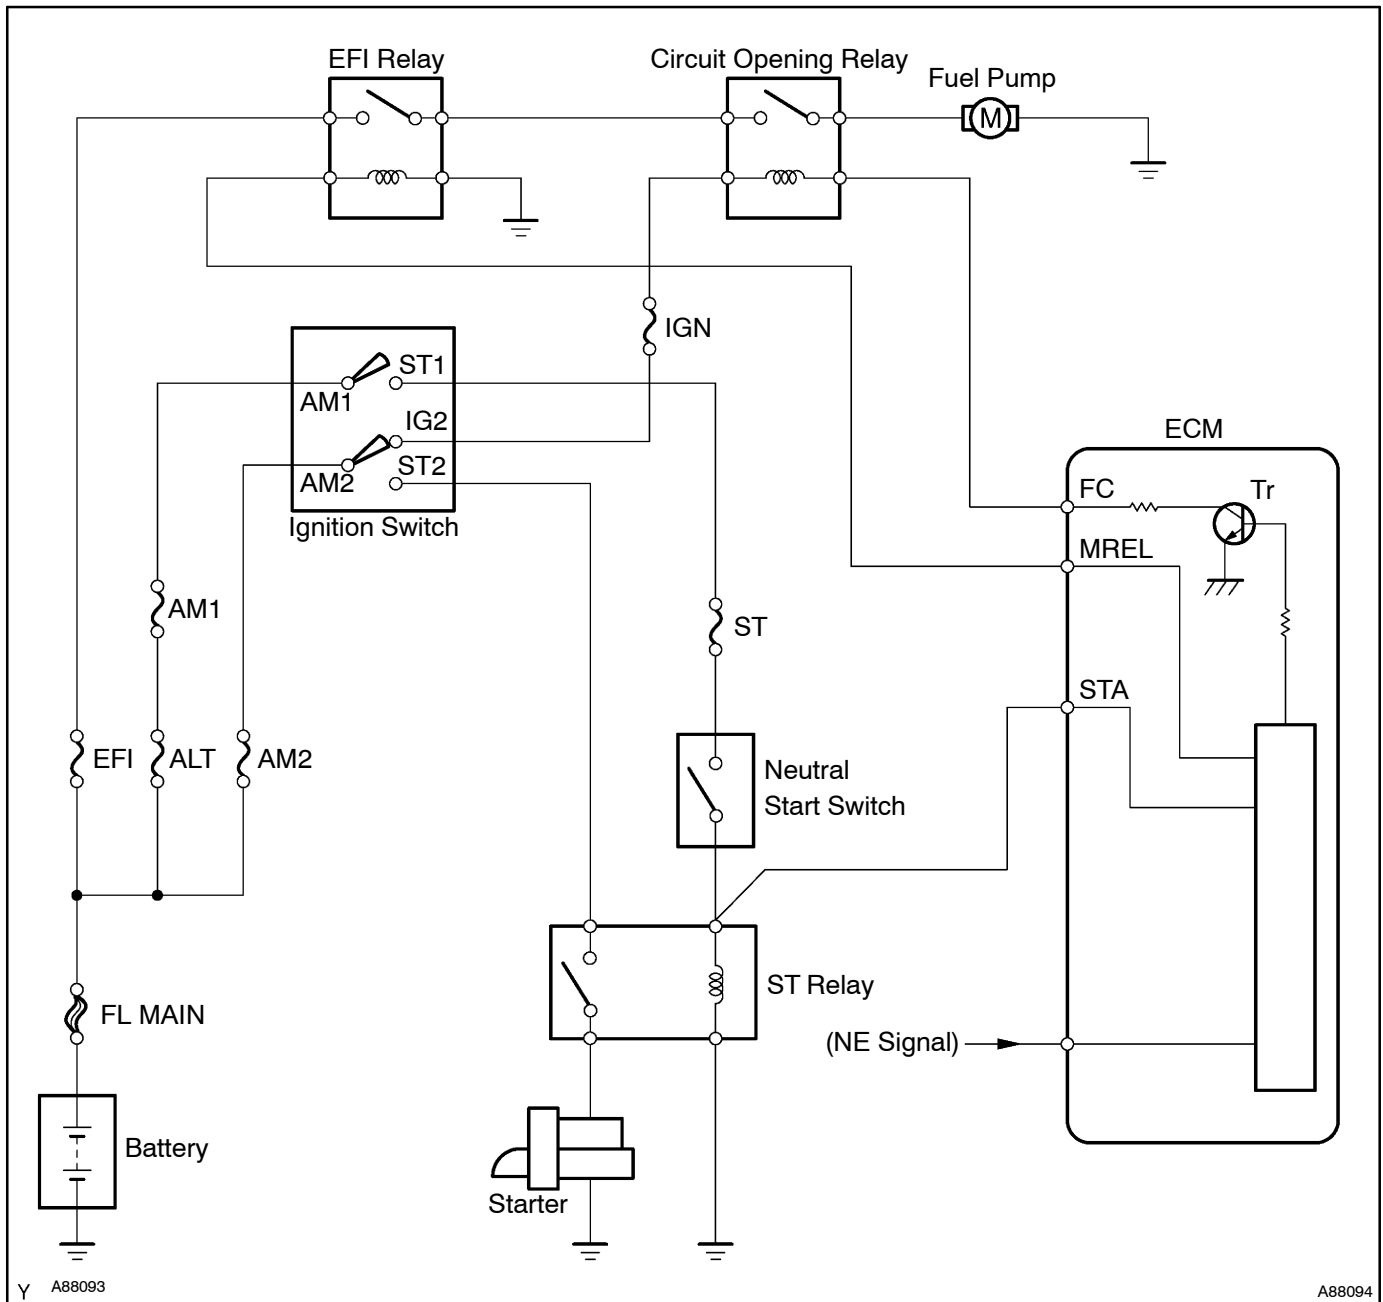 EFI Relay
Circuit Opening Relay
Fuel Pump
M
IGN
ST1
AM1
IG2
ST2
AM2
Ignition Switch
ECM
FC
Tr
MREL
AM1
ST
STA
EFI
ALT
AM2
Neutral
Start Switch
ST Relay
FL MAIN
(NE Signal)
Battery
Starter
Y
A88093
A88094